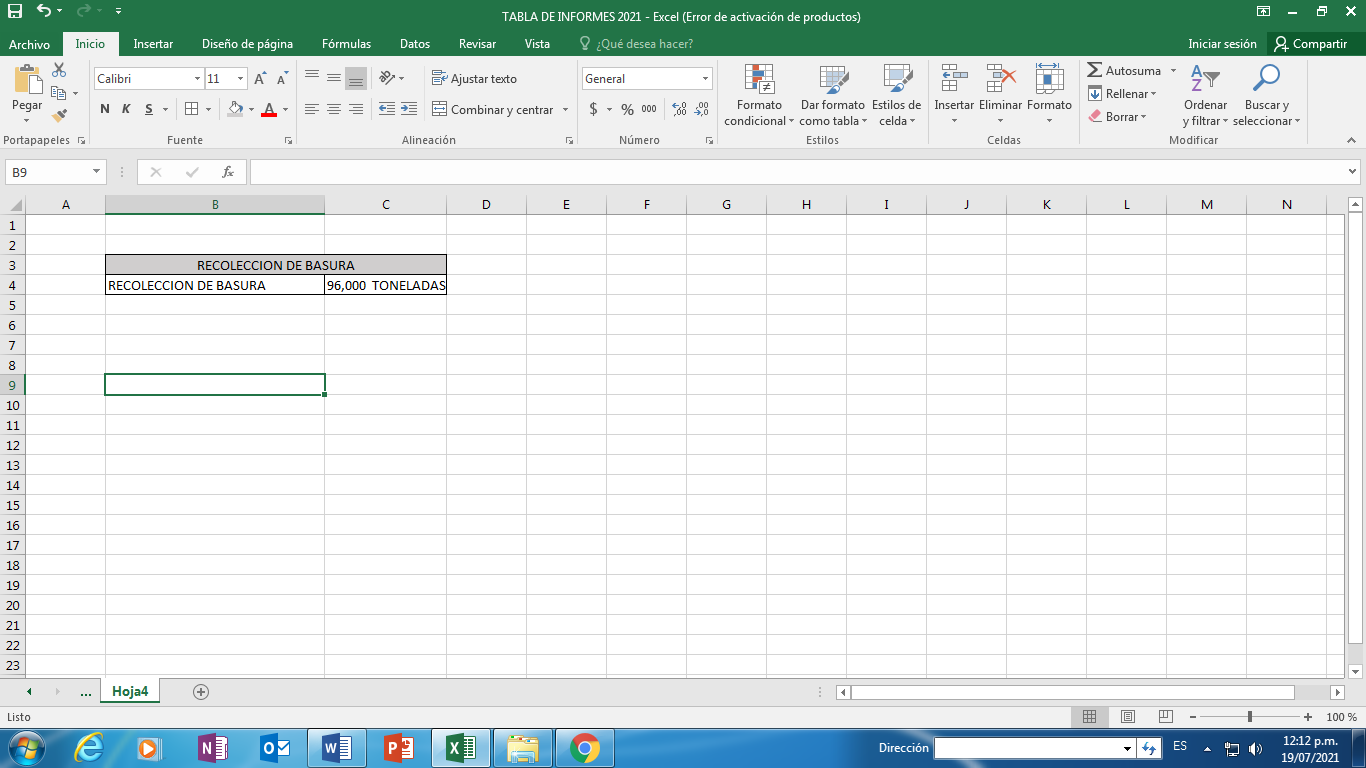 TABLA DE INFORMES 2021 - Excel (Error de activación de productos)
Archivo Inicio Insertar Diseño de página Fórmulas Datos Revisar Vista ¿Qué desea hacer? Iniciar sesión Compartir
Pegar
Calibri 11
N K S
A A
A
Ajustar texto
Combinar y centrar
General
$ % 000
Formato condicional
Dar formato como tabla
Estilos de celda
Insertar Eliminar Formato
Autosuma
Rellenar
Borrar
Ordenar y filtrar
Buscar y seleccionar
Portapapeles Fuente Alineación Número Estilos Celdas Modificar
B9 fx
A B C D E F G H I J K L M N
1
2
3 RECOLECCION DE BASURA
4 RECOLECCION DE BASURA 96,000 TONELADAS
5
6
7
8
9
10
11
12
13
14
15
16
17
18
19
20
21
22
23
... Hoja4
Listo 100 %
Dirección ES 12:12 p.m.
19/07/2021